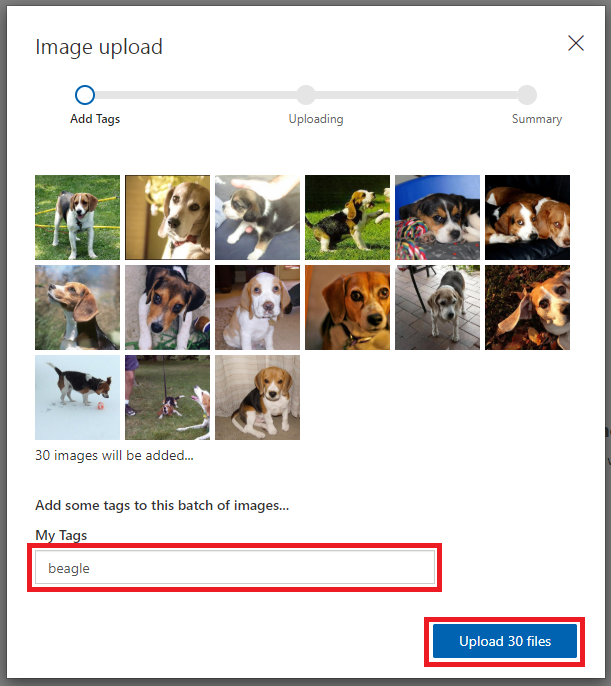 Image upload
Add Tags
Uploading
Summary
30 images will be added...
Add some tags to this batch of images...
My Tags
beagle
Upload 30 files